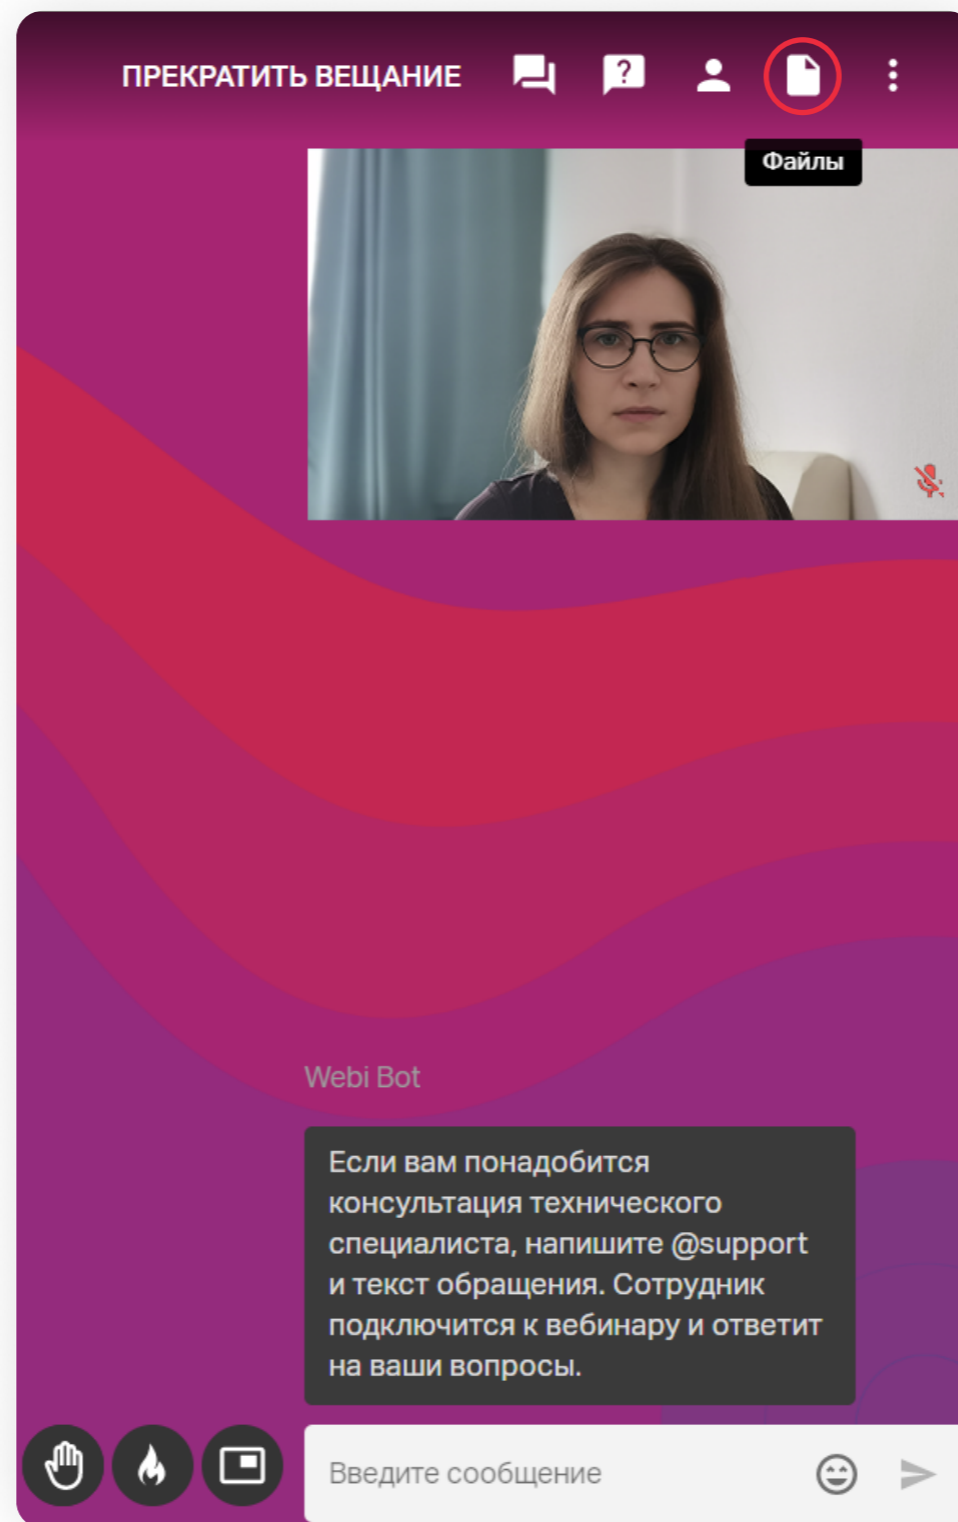 ПРЕКРАТИТЬ ВЕЩАНИЕ
?
Файлы
Webi Bot
Если вам понадобится
консультация технического
специалиста, напишите @support
и текст обращения. Сотрудник
подключится к вебинару и ответит
на ваши вопросы.
Введите сообщение